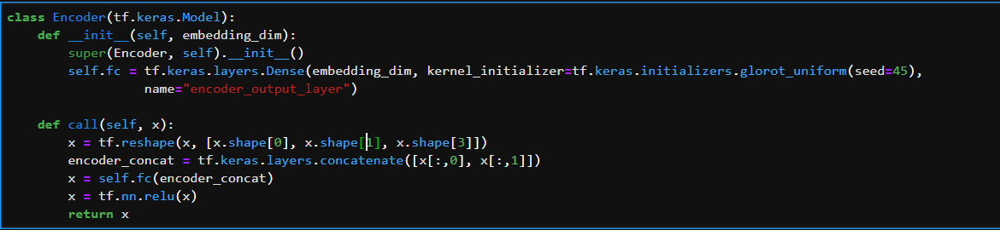 class Encoder(tf.keras.Model):
    def __init__(self, embedding_dim):
        super(Encoder, self).__init__()
        self.fc = tf.keras.layers.Dense(embedding_dim, kernel_initializer=tf.keras.initializers.glorot_uniform(seed=45),
                  name="encoder_output_layer")

    def call(self, x):
        x = tf.reshape(x, [x.shape[0], x.shape[1], x.shape[3]])
        encoder_concat = tf.keras.layers.concatenate([x[:,0], x[:,1]])
        x = self.fc(encoder_concat)
        x = tf.nn.relu(x)
        return x